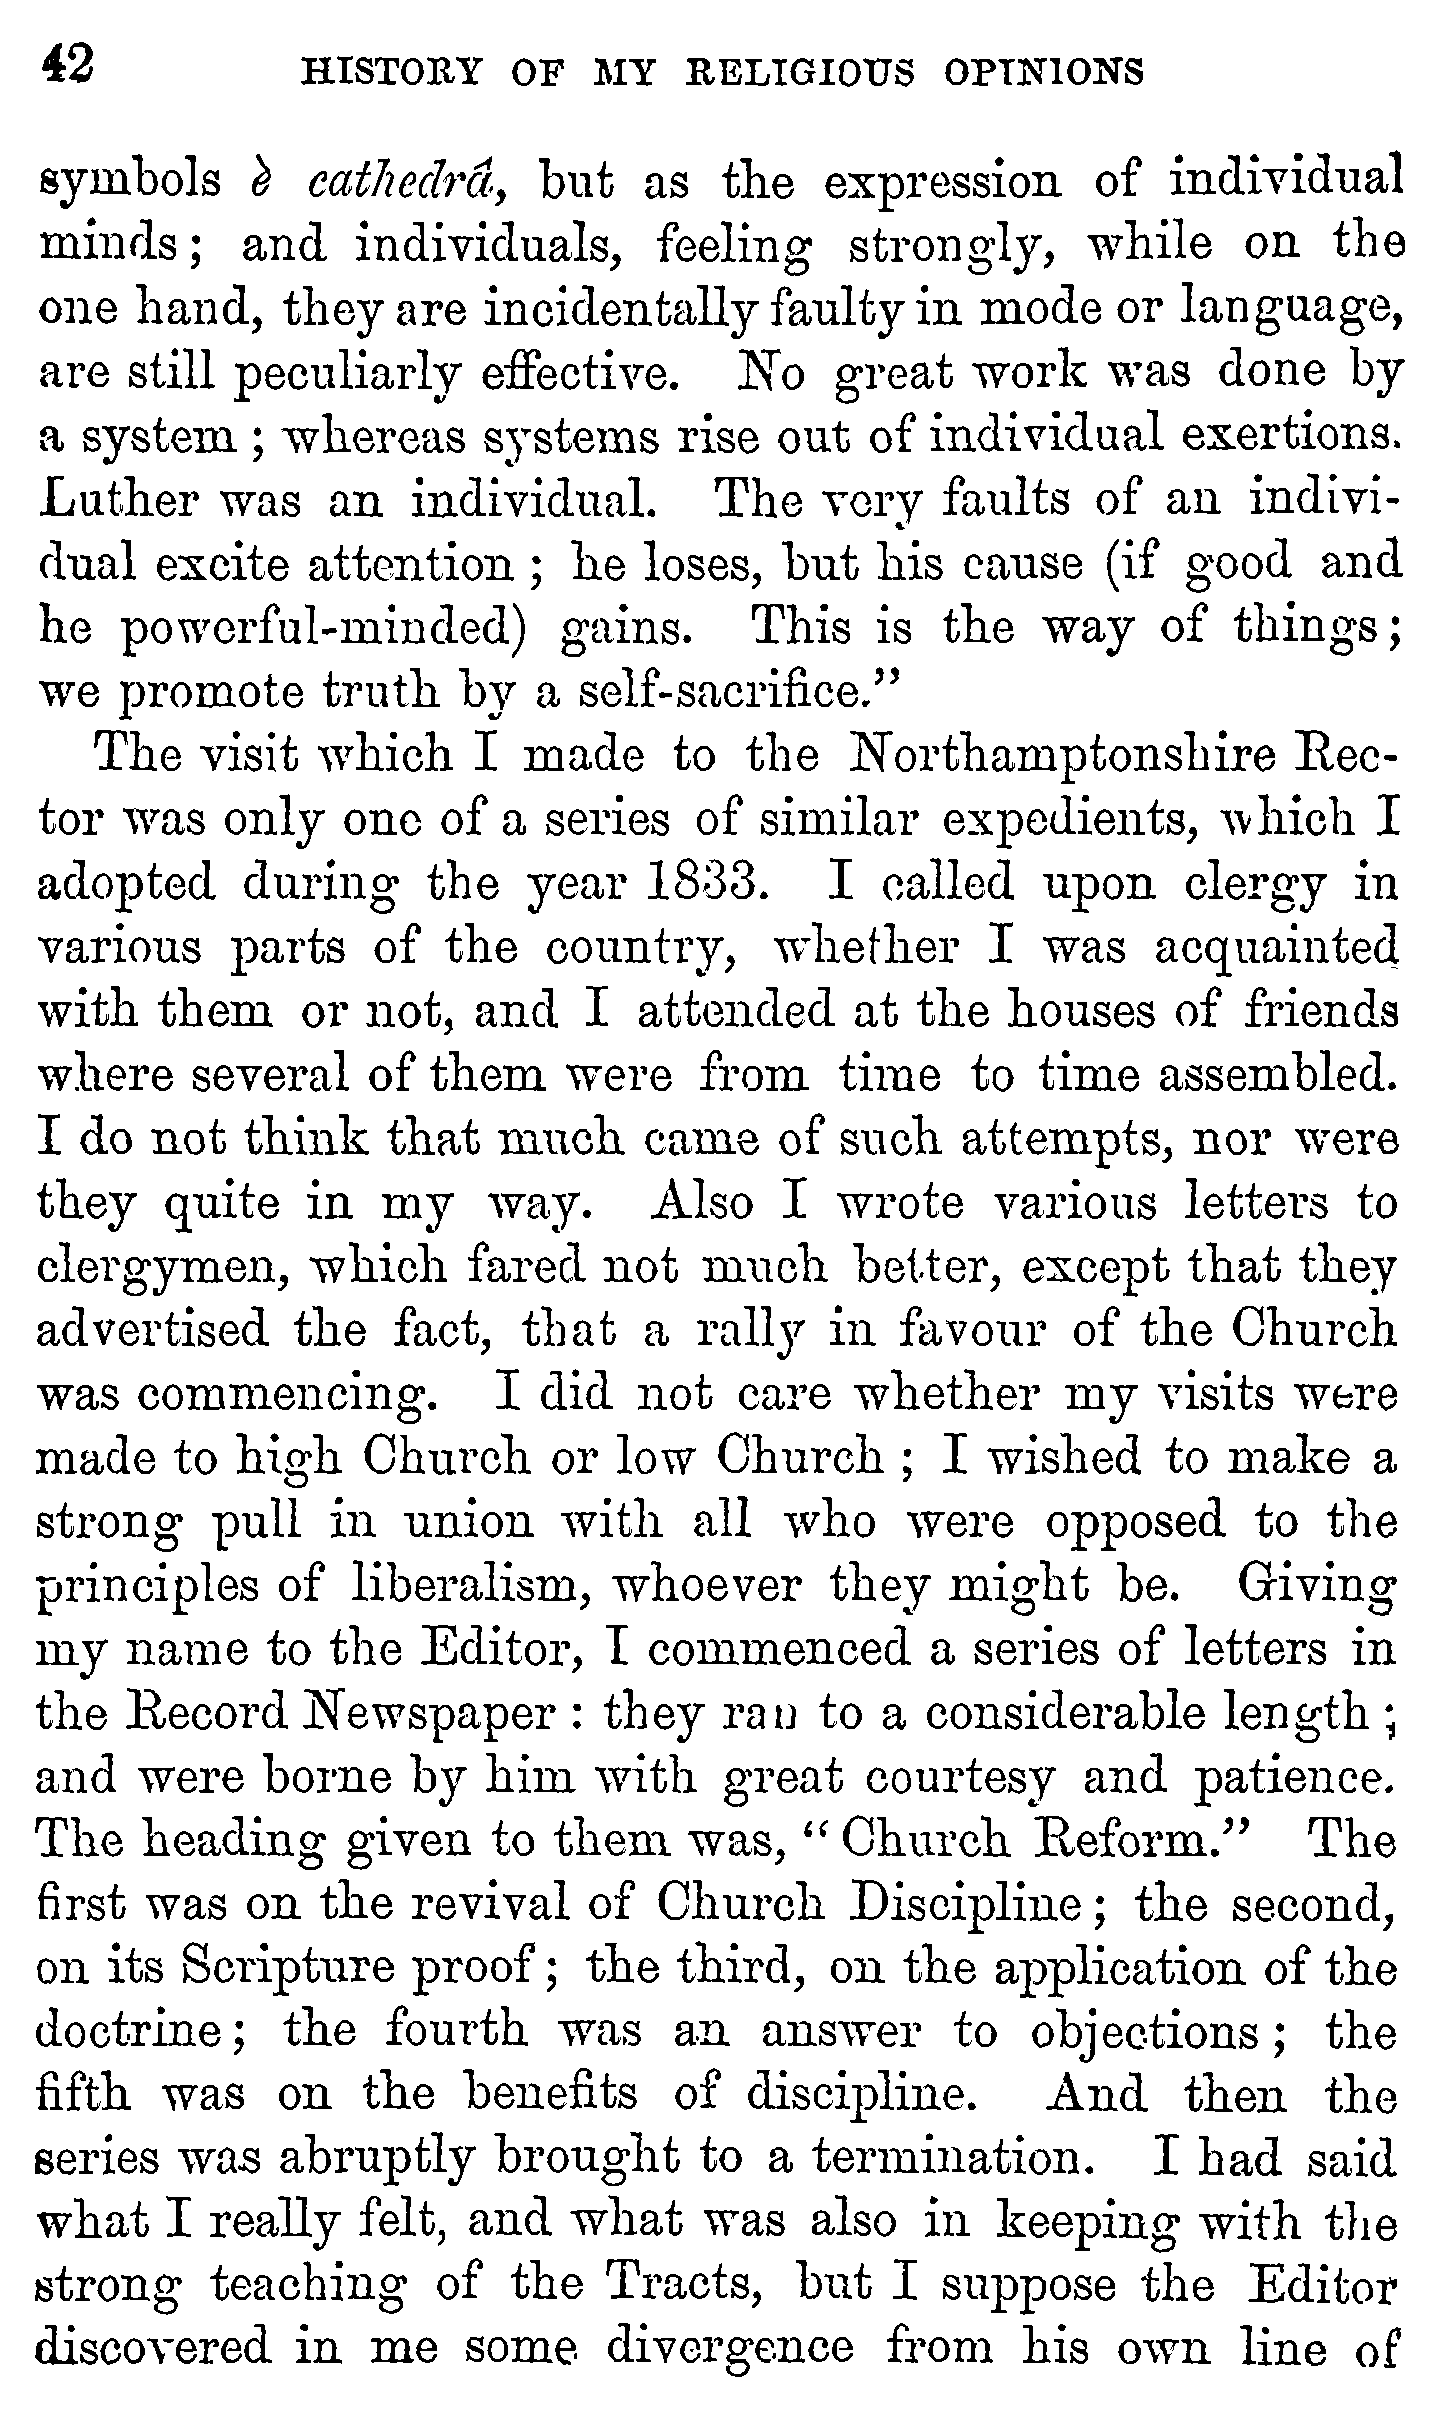 42 HISTORY OF MY RELIGIOUS OPINIONS
symbols è cathedrâ, but as the expression of individual
minds; and individuals, feeling strongly, while on the
one hand, they are incidentally faulty in mode or language,
are still peculiarly effective. No great work was done by
a system; whereas systems rise out of individual exertions.
Luther was an individual. The very faults of an indivi-
dual excite attention; he loses, but his cause (if good and
he powerful-minded) gains. This is the way of things;
we promote truth by a self-sacrifice.”
The visit which I made to the Northamptonshire Rec-
tor was only one of a series of similar expedients, which I
adopted during the year 1833. I called upon clergy in
various parts of the country, whether I was acquainted
with them or not, and I attended at the houses of friends
where several of them were from time to time assembled.
I do not think that much came of such attempts, nor were
they quite in my way. Also I wrote various letters to
clergymen, which fared not much better, except that they
advertised the fact, that a rally in favour of the Church
was commencing. I did not care whether my visits were
made to high Church or low Church; I wished to make a
strong pull in union with all who were opposed to the
principles of liberalism, whoever they might be. Giving
my name to the Editor, I commenced a series of letters in
the Record Newspaper: they ran to a considerable length;
and were borne by him with great courtesy and patience.
The heading given to them was, “Church Reform.” The
first was on the revival of Church Discipline; the second,
on its Scripture proof; the third, on the application of the
doctrine; the fourth was an answer to objections; the
fifth was on the benefits of discipline. And then the
series was abruptly brought to a termination. I had said
what I really felt, and what was also in keeping with the
strong teaching of the Tracts, but I suppose the Editor
discovered in me some divergence from his own line of